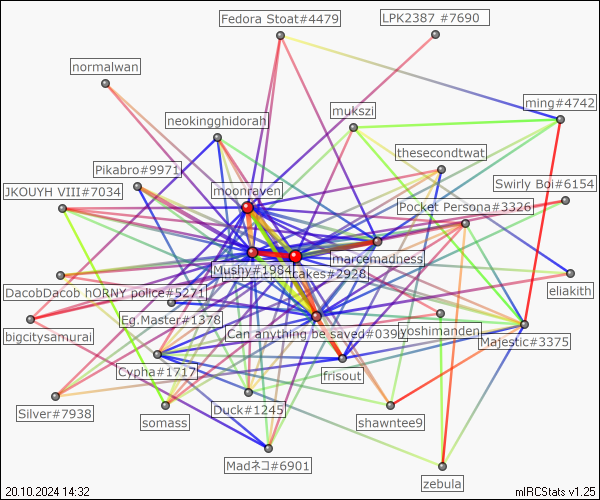 Fedora Stoat#4479
LPK2387 #7690
normalwan
ming#4742
mukszi
neokingghidorah
thesecondtwat
Pikabro#9971
Swirly Boi#6154
JKOUYH VIII#7034
moonraven
Pocket Persona#3326
marcemadness
Mushy#1984
cakes#2928
DacobDacob hORNY police#5271
eliakith
Eg.Master#1378
bigcitysamurai
Can anything be saved#0390
yoshimanden
Majestic#3375
Cypha#1717
frisout
Silver#7938
Duck#1245
somass
shawntee9
Madネコ#6901
zebula
20.10.2024 14:32
mIRCStats v1.25